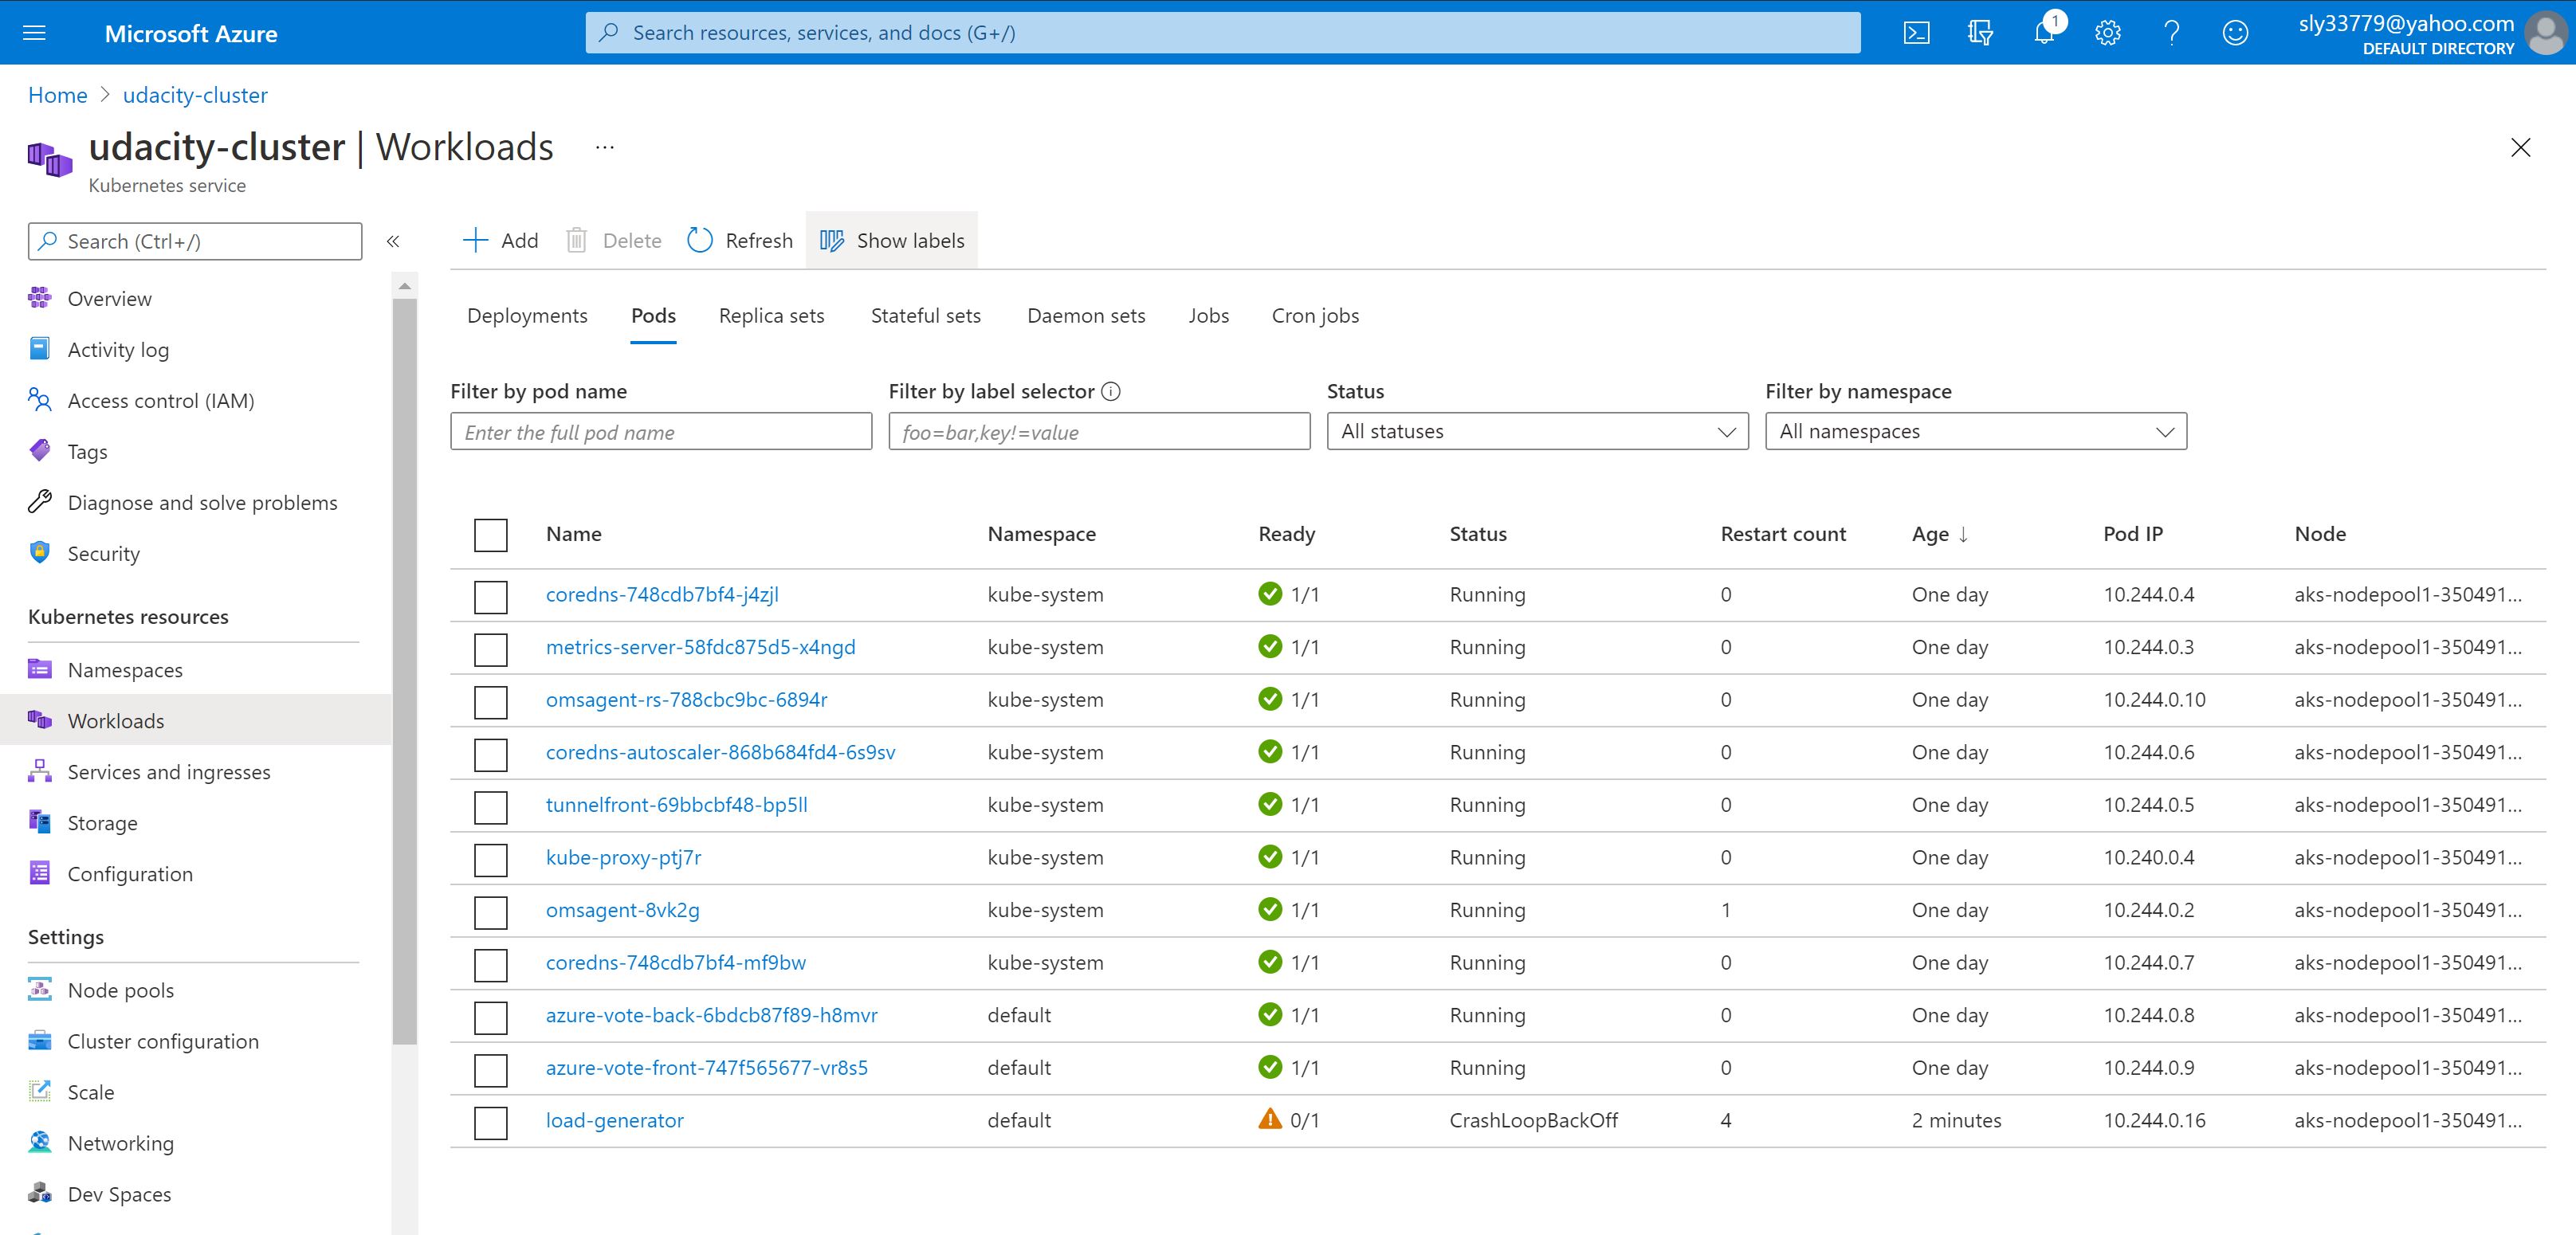 Microsoft Azure
Search resources, services, and docs (G+/)
1
sly33779@yahoo.com
DEFAULT DIRECTORY
Home > udacity-cluster
udacity-cluster | Workloads ...
Kubernetes service
Search (Ctrl+/)
«
Overview
Activity log
Access control (IAM)
Tags
Diagnose and solve problems
Security
Kubernetes resources
Namespaces
Workloads
Services and ingresses
Storage
Configuration
Settings
Node pools
Cluster configuration
Scale
Networking
Dev Spaces
Add Delete Refresh Show labels
Deployments Pods Replica sets Stateful sets Daemon sets Jobs Cron jobs
Filter by pod name Filter by label selector Status Filter by namespace
Enter the full pod name foo=bar,key!=value All statuses All namespaces
Name Namespace Ready Status Restart count Age ↓ Pod IP Node
coredns-748cdb7bf4-j4zjl kube-system 1/1 Running 0 One day 10.244.0.4 aks-nodepool1-350491...
metrics-server-58fdc875d5-x4ngd kube-system 1/1 Running 0 One day 10.244.0.3 aks-nodepool1-350491...
omsagent-rs-788cbc9bc-6894r kube-system 1/1 Running 0 One day 10.244.0.10 aks-nodepool1-350491...
coredns-autoscaler-868b684fd4-6s9sv kube-system 1/1 Running 0 One day 10.244.0.6 aks-nodepool1-350491...
tunnelfront-69bbcbf48-bp5ll kube-system 1/1 Running 0 One day 10.244.0.5 aks-nodepool1-350491...
kube-proxy-ptj7r kube-system 1/1 Running 0 One day 10.240.0.4 aks-nodepool1-350491...
omsagent-8vk2g kube-system 1/1 Running 1 One day 10.244.0.2 aks-nodepool1-350491...
coredns-748cdb7bf4-mf9bw kube-system 1/1 Running 0 One day 10.244.0.7 aks-nodepool1-350491...
azure-vote-back-6bdcb87f89-h8mvr default 1/1 Running 0 One day 10.244.0.8 aks-nodepool1-350491...
azure-vote-front-747f565677-vr8s5 default 1/1 Running 0 One day 10.244.0.9 aks-nodepool1-350491...
load-generator default 0/1 CrashLoopBackOff 4 2 minutes 10.244.0.16 aks-nodepool1-350491...